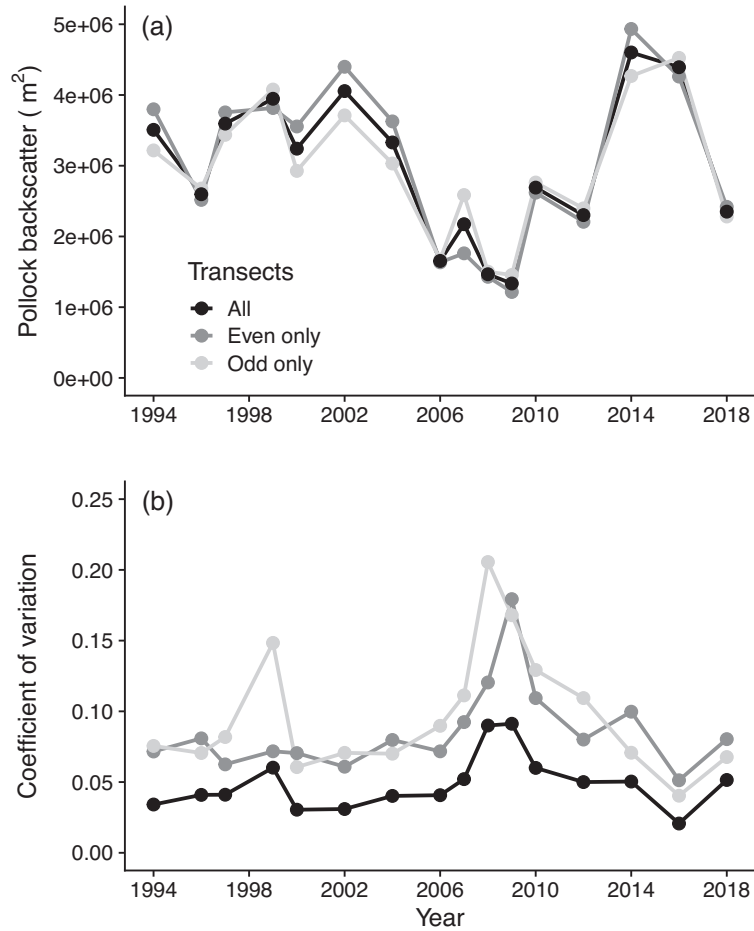 (a)
Pollock backscatter ( m²)
5e+06
4e+06
3e+06
2e+06
1e+06
0e+00
Transects
All
Even only
Odd only
1994 1998 2002 2006 2010 2014 2018
(b)
Coefficient of variation
0.25
0.20
0.15
0.10
0.05
0.00
1994 1998 2002 2006 2010 2014 2018
Year